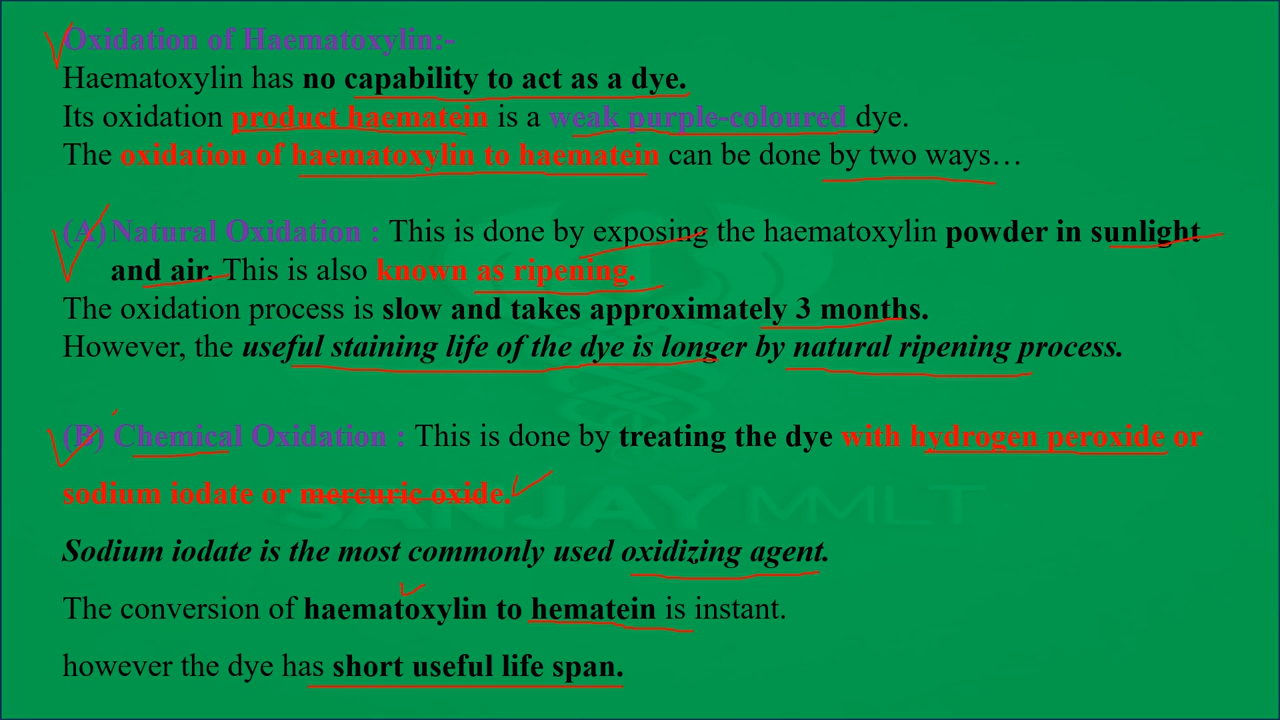 Oxidation of Haematoxylin:-
Haematoxylin has no capability to act as a dye.
Its oxidation product haematein is a weak purple-coloured dye.
The oxidation of haematoxylin to haematein can be done by two ways…
(A) Natural Oxidation : This is done by exposing the haematoxylin powder in sunlight
and air. This is also known as ripening.
The oxidation process is slow and takes approximately 3 months.
However, the useful staining life of the dye is longer by natural ripening process.
(B) Chemical Oxidation : This is done by treating the dye with hydrogen peroxide or
sodium iodate or mercuric oxide.
SANJAY MMLT
Sodium iodate is the most commonly used oxidizing agent.
The conversion of haematoxylin to hematein is instant.
however the dye has short useful life span.